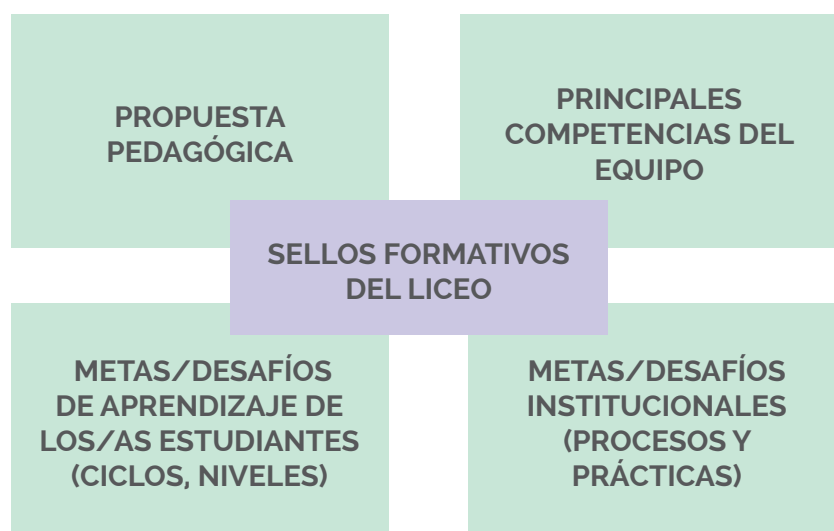 PROPUESTA
PEDAGÓGICA
PRINCIPALES
COMPETENCIAS DEL
EQUIPO
SELLOS FORMATIVOS
DEL LICEO
METAS/DESAFÍOS
DE APRENDIZAJE DE
LOS/AS ESTUDIANTES
(CICLOS, NIVELES)
METAS/DESAFÍOS
INSTITUCIONALES
(PROCESOS Y
PRÁCTICAS)